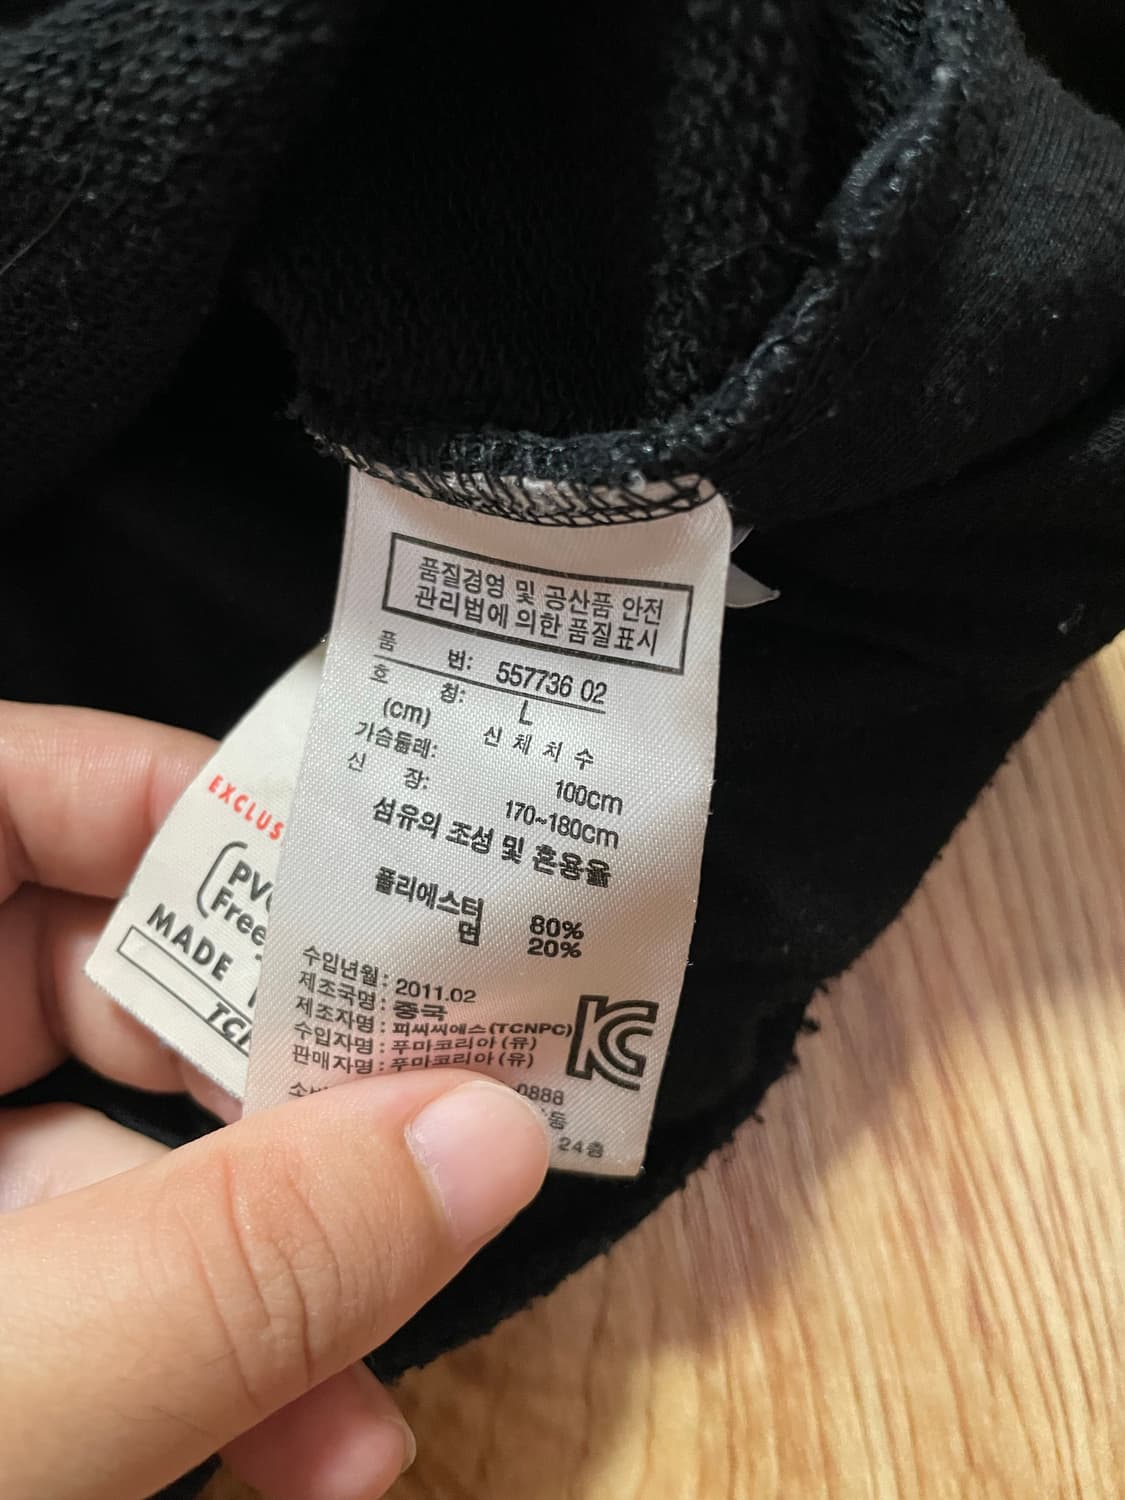 품질경영 및 공산품 안전
관리법에 의한 품질표시
품 번: 557736 02
호 칭: L
(cm) 신 체 치 수
가슴둘레: 100cm
신 장: 170~180cm
섬유의 조성 및 혼용율
폴리에스터 80%
면 20%
수입년월 : 2011.02
제조국명 : 중국
제조자명 : 피씨씨에스(TCNPC)
수입자명 : 푸마코리아 (유)
판매자명 : 푸마코리아 (유)
0888
동
24층
KC
EXCLUS
PV
Free
MADE